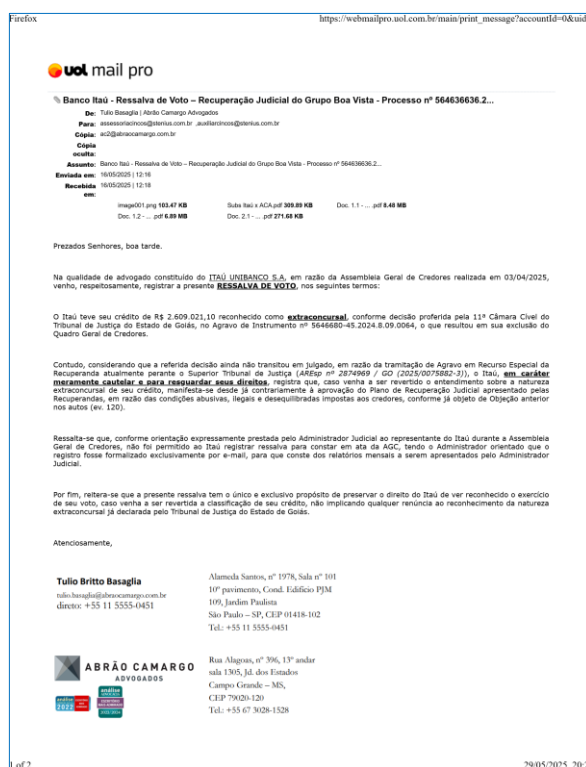 Firefox https://webmailpro.uol.com.br/main/print_message?accountId=0&uid
uol mail pro
Banco Itaú - Ressalva de Voto – Recuperação Judicial do Grupo Boa Vista - Processo nº 564636636.2...
De: Tulio Basaglia | Abrão Camargo Advogados
Para: assessoriacincos@stenius.com.br ,auxiliarcincos@stenius.com.br
Cópia: ac2@abraocamargo.com.br
Cópia
oculta:
Assunto: Banco Itaú - Ressalva de Voto – Recuperação Judicial do Grupo Boa Vista - Processo nº 564636636.2...
Enviada em: 16/05/2025 | 12:16
Recebida 16/05/2025 | 12:18
em:
image001.png 103.47 KB Subs Itaú x ACA.pdf 309.89 KB Doc. 1.1 - ... .pdf 8.48 MB
Doc. 1.2 - ... .pdf 6.89 MB Doc. 2.1 - ... .pdf 271.68 KB
Prezados Senhores, boa tarde.
Na qualidade de advogado constituído do ITAÚ UNIBANCO S.A, em razão da Assembleia Geral de Credores realizada em 03/04/2025,
venho, respeitosamente, registrar a presente RESSALVA DE VOTO, nos seguintes termos:
O Itaú teve seu crédito de R$ 2.609.021,10 reconhecido como extraconcursal, conforme decisão proferida pela 11ª Câmara Cível do
Tribunal de Justiça do Estado de Goiás, no Agravo de Instrumento nº 5646680-45.2024.8.09.0064, o que resultou em sua exclusão do
Quadro Geral de Credores.
Contudo, considerando que a referida decisão ainda não transitou em julgado, em razão da tramitação de Agravo em Recurso Especial da
Recuperanda atualmente perante o Superior Tribunal de Justiça (AREsp nº 2874969 / GO (2025/0075882-3)), o Itaú, em caráter
meramente cautelar e para resguardar seus direitos, registra que, caso venha a ser revertido o entendimento sobre a natureza
extraconcursal de seu crédito, manifesta-se desde já contrariamente à aprovação do Plano de Recuperação Judicial apresentado pelas
Recuperandas, em razão das condições abusivas, ilegais e desequilibradas impostas aos credores, conforme já objeto de Objeção anterior
nos autos (ev. 120).
Ressalta-se que, conforme orientação expressamente prestada pelo Administrador Judicial ao representante do Itaú durante a Assembleia
Geral de Credores, não foi permitido ao Itaú registrar ressalva para constar em ata da AGC, tendo o Administrador orientado que o
registro fosse formalizado exclusivamente por e-mail, para que conste dos relatórios mensais a serem apresentados pelo Administrador
Judicial.
Por fim, reitera-se que a presente ressalva tem o único e exclusivo propósito de preservar o direito do Itaú de ver reconhecido o exercício
de seu voto, caso venha a ser revertida a classificação de seu crédito, não implicando qualquer renúncia ao reconhecimento da natureza
extraconcursal já declarada pelo Tribunal de Justiça do Estado de Goiás.
Atenciosamente,
Tulio Britto Basaglia
tulio.basaglia@abraocamargo.com.br
direto: +55 11 5555-0451
Alameda Santos, nº 1978, Sala nº 101
10º pavimento, Cond. Edifício PJM
109, Jardim Paulista
São Paulo – SP, CEP 01418-102
Tel.: +55 11 5555-0451
ABRÃO CAMARGO
ADVOGADOS
análise
2022
análise
Rua Alagoas, nº 396, 13º andar
sala 1305, Jd. dos Estados
Campo Grande – MS,
CEP 79020-120
Tel.: +55 67 3028-1528
1 of 2 29/05/2025, 20: